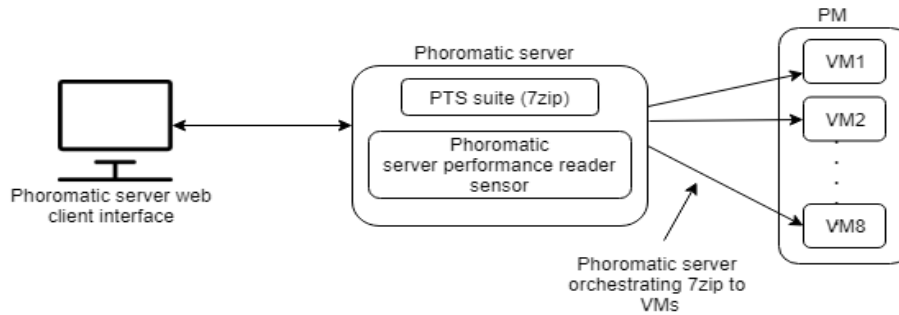 PM
Phoromatic server
VM1
PTS suite (7zip)
VM2
Phoromatic
server performance reader
sensor
Phoromatic server web
client interface
VM8
Phoromatic server
orchestrating 7zip to
VMs